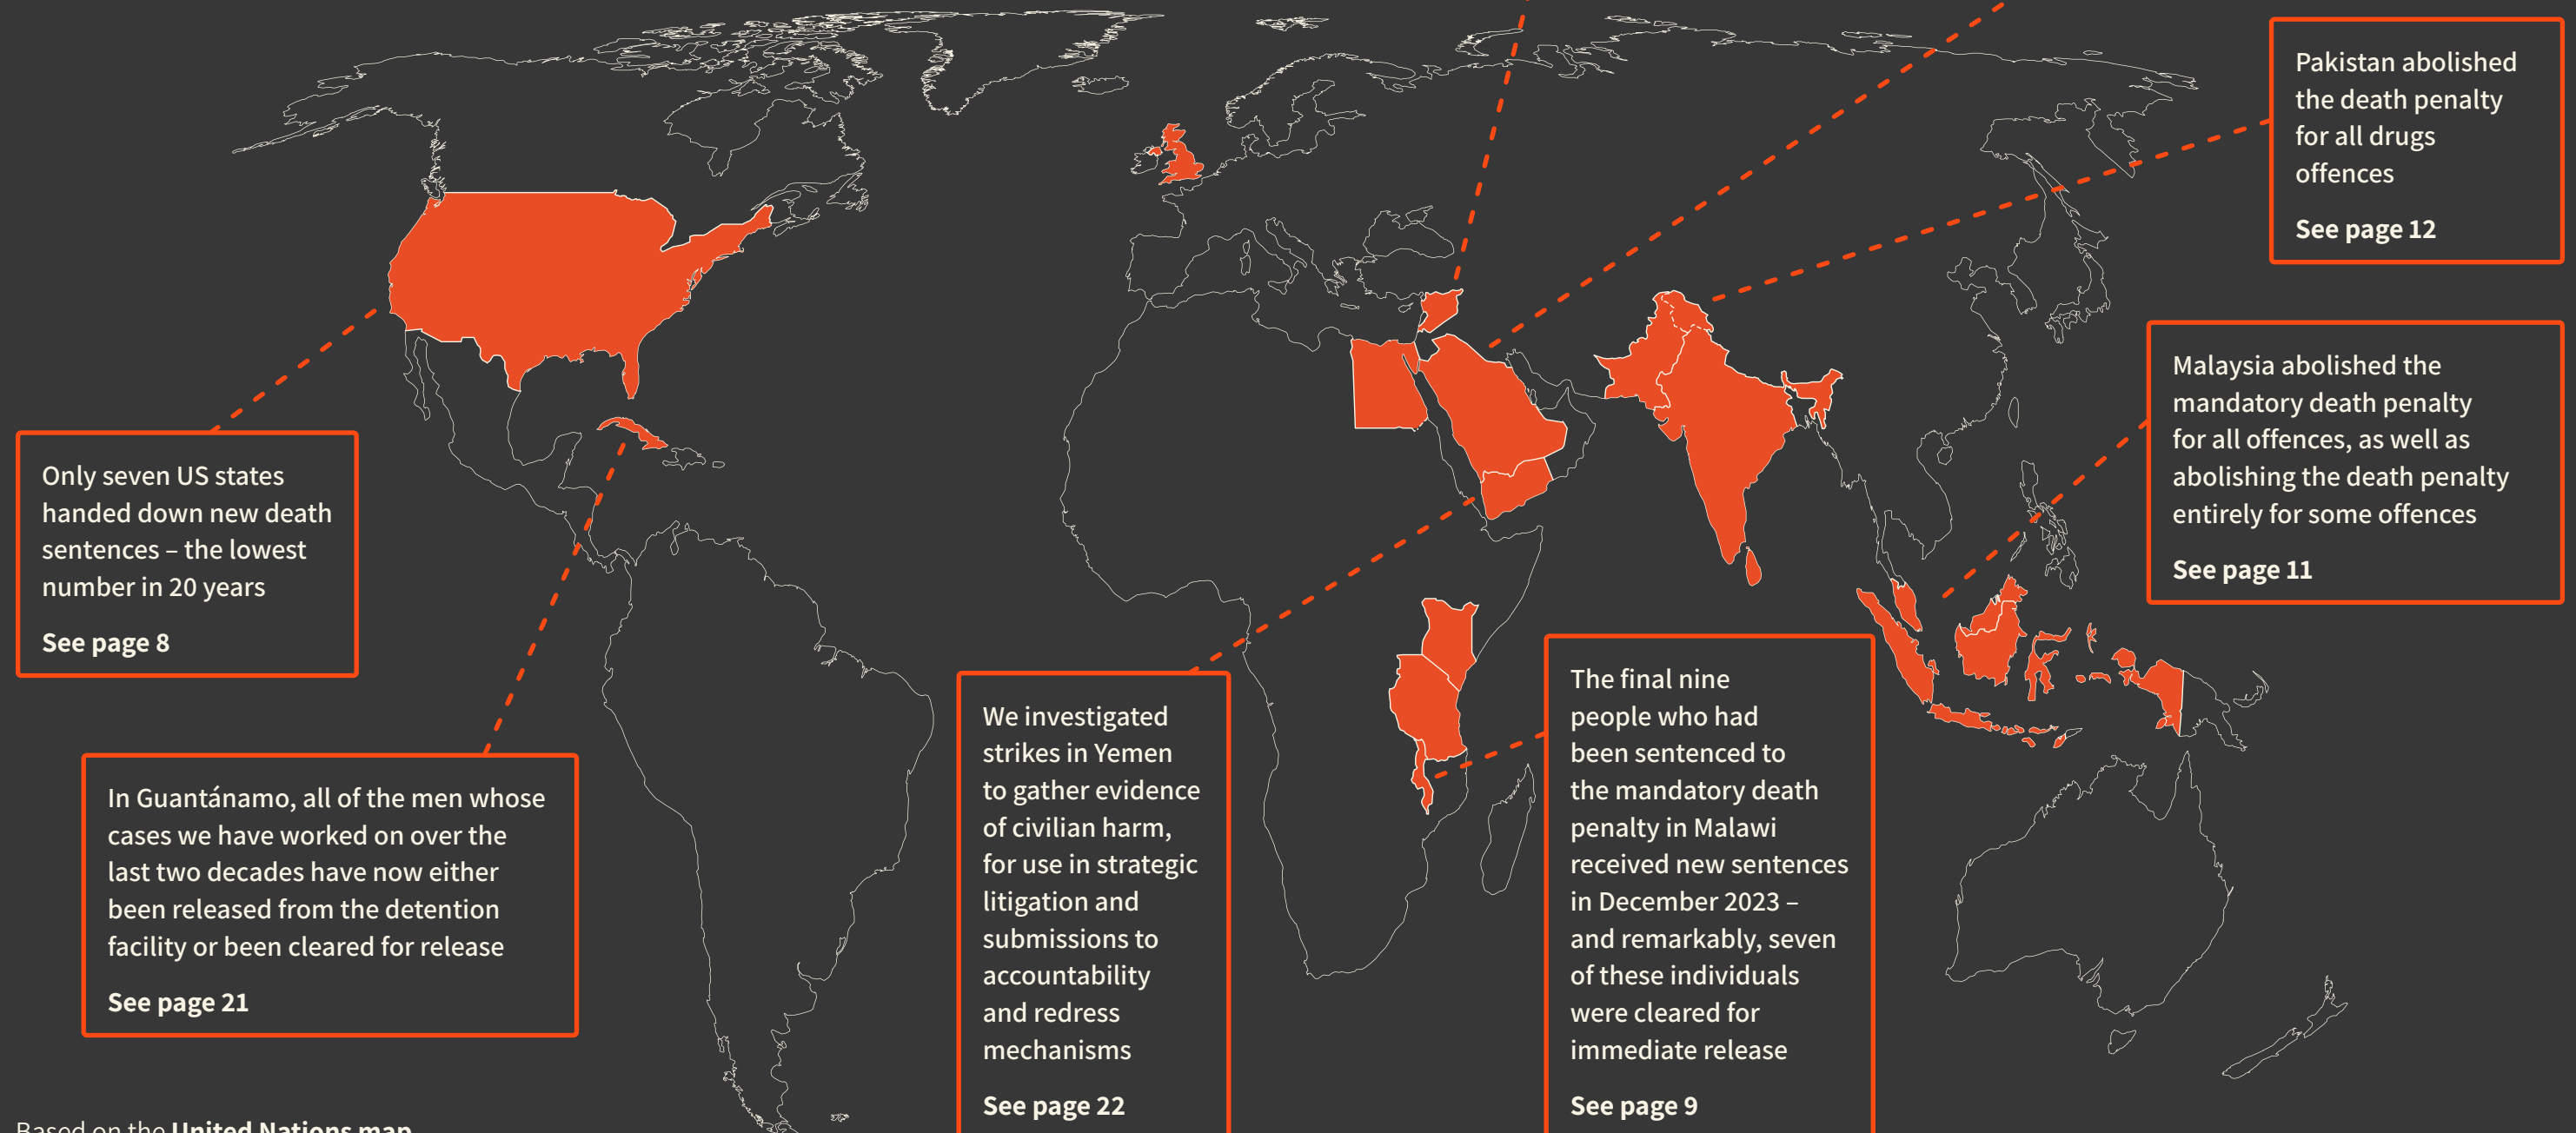 Pakistan abolished
the death penalty
for all drugs
offences
See page 12
Malaysia abolished the
mandatory death penalty
for all offences, as well as
abolishing the death penalty
entirely for some offences
See page 11
Only seven US states
handed down new death
sentences – the lowest
number in 20 years
See page 8
In Guantánamo, all of the men whose
cases we have worked on over the
last two decades have now either
been released from the detention
facility or been cleared for release
See page 21
We investigated
strikes in Yemen
to gather evidence
of civilian harm,
for use in strategic
litigation and
submissions to
accountability
and redress
mechanisms
See page 22
The final nine
people who had
been sentenced to
the mandatory death
penalty in Malawi
received new sentences
in December 2023 –
and remarkably, seven
of these individuals
were cleared for
immediate release
See page 9
Based on the United Nations map